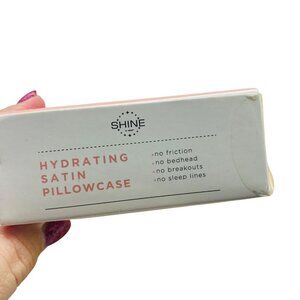 SHINE
HYDRATING
SATIN
PILLOWCASE
•no friction
•no bedhead
•no breakouts
•no sleep lines